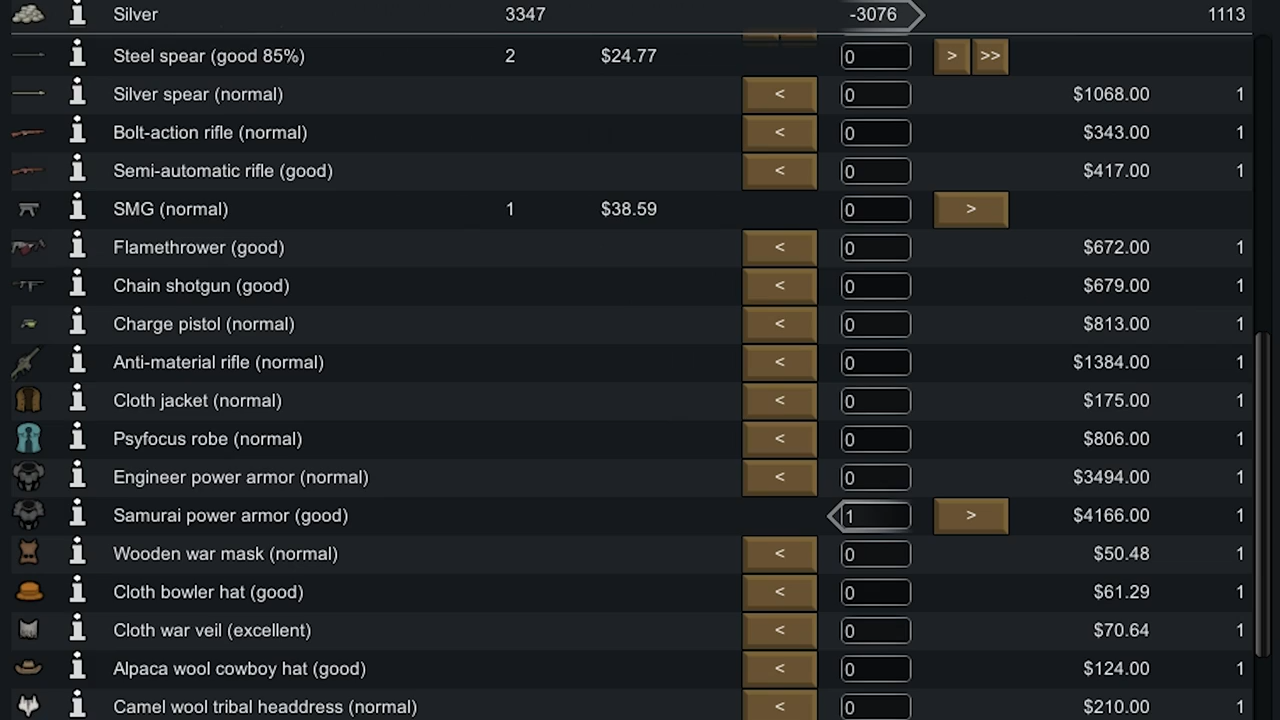 Silver 3347 -3076 1113
Steel spear (good 85%) 2 $24.77 0 > >>
Silver spear (normal) < 0 $1068.00 1
Bolt-action rifle (normal) < 0 $343.00 1
Semi-automatic rifle (good) < 0 $417.00 1
SMG (normal) 1 $38.59 0 >
Flamethrower (good) < 0 $672.00 1
Chain shotgun (good) < 0 $679.00 1
Charge pistol (normal) < 0 $813.00 1
Anti-material rifle (normal) < 0 $1384.00 1
Cloth jacket (normal) < 0 $175.00 1
Psyfocus robe (normal) < 0 $806.00 1
Engineer power armor (normal) < 0 $3494.00 1
Samurai power armor (good) 1 > $4166.00 1
Wooden war mask (normal) < 0 $50.48 1
Cloth bowler hat (good) < 0 $61.29 1
Cloth war veil (excellent) < 0 $70.64 1
Alpaca wool cowboy hat (good) < 0 $124.00 1
Camel wool tribal headdress (normal) < 0 $210.00 1